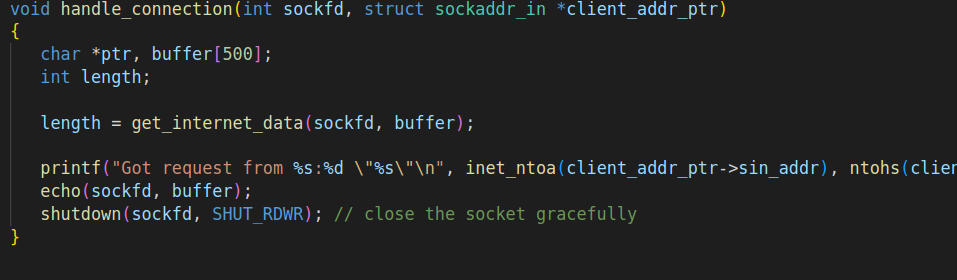 void handle_connection(int sockfd, struct sockaddr_in *client_addr_ptr)
{
char *ptr, buffer[500];
int length;
length = get_internet_data(sockfd, buffer);
printf("Got request from %s:%d \"%s\"\n", inet_ntoa(client_addr_ptr->sin_addr), ntohs(clien
echo(sockfd, buffer);
shutdown(sockfd, SHUT_RDWR); // close the socket gracefully
}